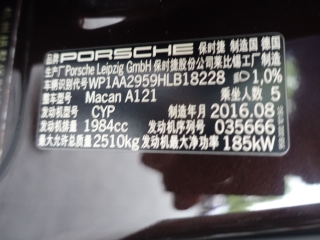 品牌 PORSCHE 保时捷 制造国 德国
生产厂 Porsche Leipzig GmbH 保时捷股份公司莱比锡工厂制造
车辆识别代号 WP1AA2959HLB18228 1,0%
整车型号 Macan A121 乘坐人数 5
发动机型号 CYP 制造年月 2016.08
发动机排量 1984cc 发动机序列号 035666
最大允许总质量 2510kg 发动机最大净功率 185kW